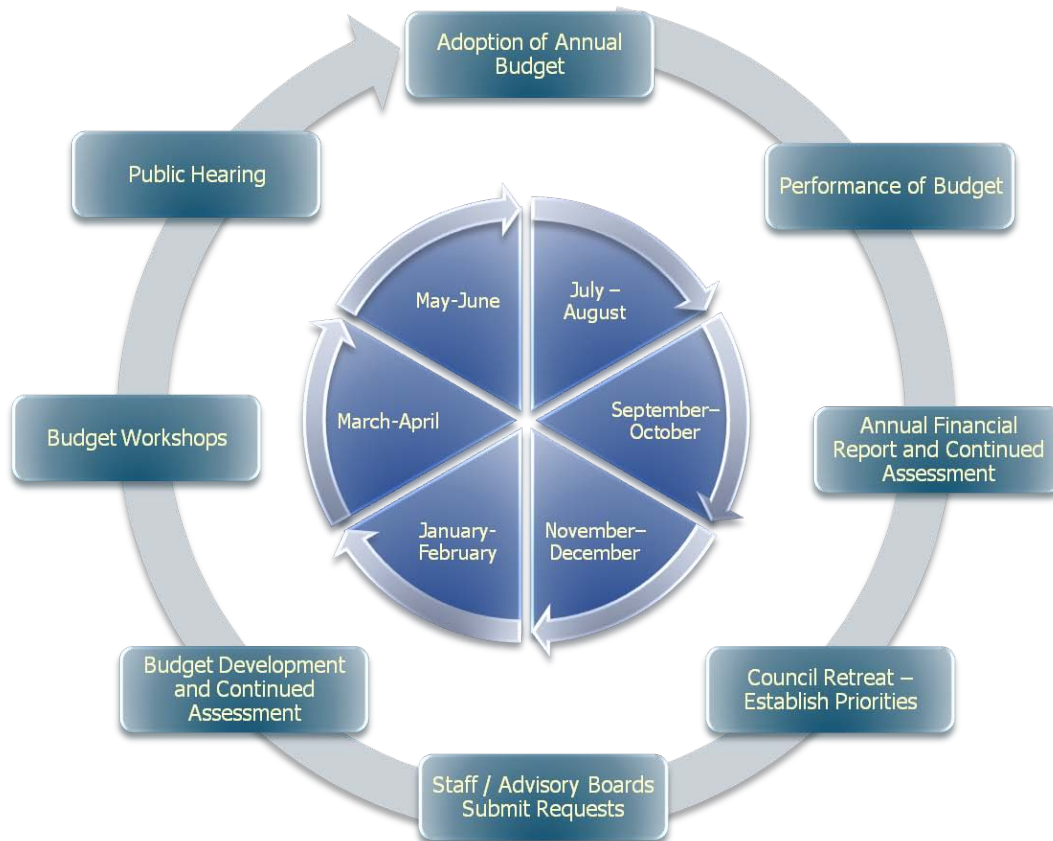 Adoption of Annual
Budget
Performance of Budget
Annual Financial
Report and Continued
Assessment
Council Retreat –
Establish Priorities
Staff / Advisory Boards
Submit Requests
Budget Development
and Continued
Assessment
Budget Workshops
Public Hearing
July –
August
September–
October
November–
December
January-
February
March-April
May-June